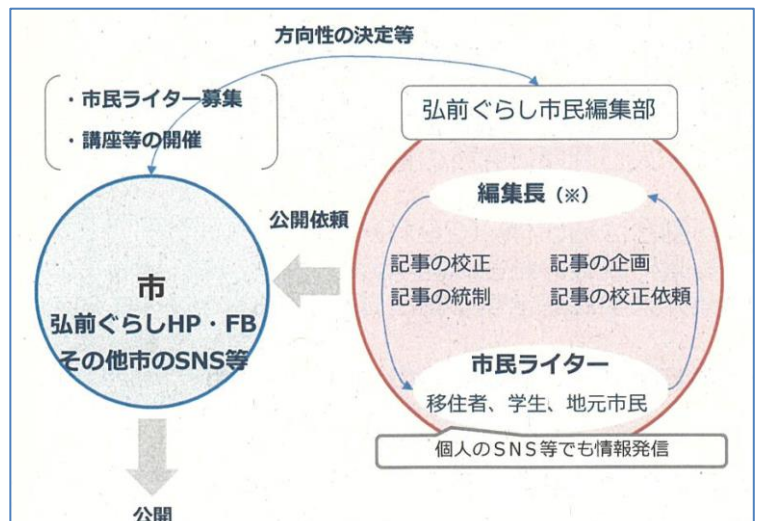 方向性の決定等
・市民ライター募集
・講座等の開催
弘前ぐらし市民編集部
編集長（※）
公開依頼
記事の校正
記事の企画
記事の統制
記事の校正依頼
市
弘前ぐらしHP・FB
その他市のSNS等
市民ライター
移住者、学生、地元市民
個人のＳＮＳ等でも情報発信
公開